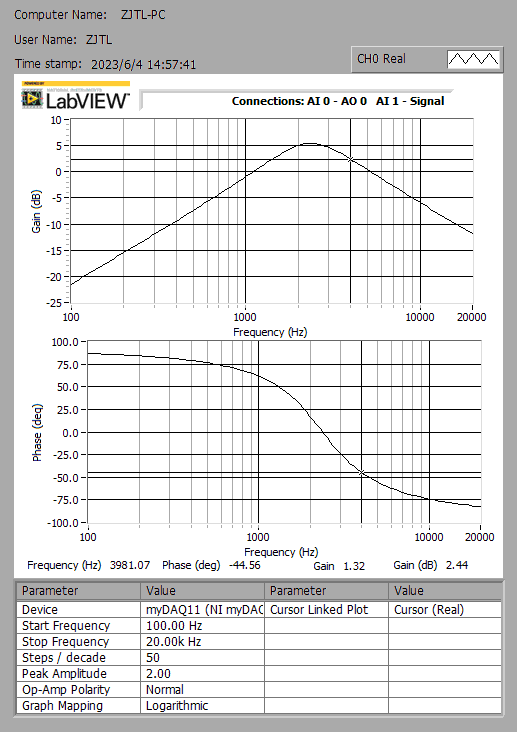 Computer Name: ZJTL-PC
User Name: ZJTL
Time stamp: 2023/6/4 14:57:41
CH0 Real
POWERED BY
NATIONAL INSTRUMENTS
LabVIEW™
Connections: AI 0 - AO 0 AI 1 - Signal
Gain (dB)
10
5
0
-5
-10
-15
-20
-25
100 1000 10000 20000
Frequency (Hz)
Phase (deg)
100.0
75.0
50.0
25.0
0.0
-25.0
-50.0
-75.0
-100.0
100 1000 10000 20000
Frequency (Hz)
Frequency (Hz) 3981.07 Phase (deg) -44.56 Gain 1.32 Gain (dB) 2.44
Parameter Value Parameter Value
Device myDAQ11 (NI myDAQ Cursor Linked Plot Cursor (Real)
Start Frequency 100.00 Hz
Stop Frequency 20.00k Hz
Steps / decade 50
Peak Amplitude 2.00
Op-Amp Polarity Normal
Graph Mapping Logarithmic